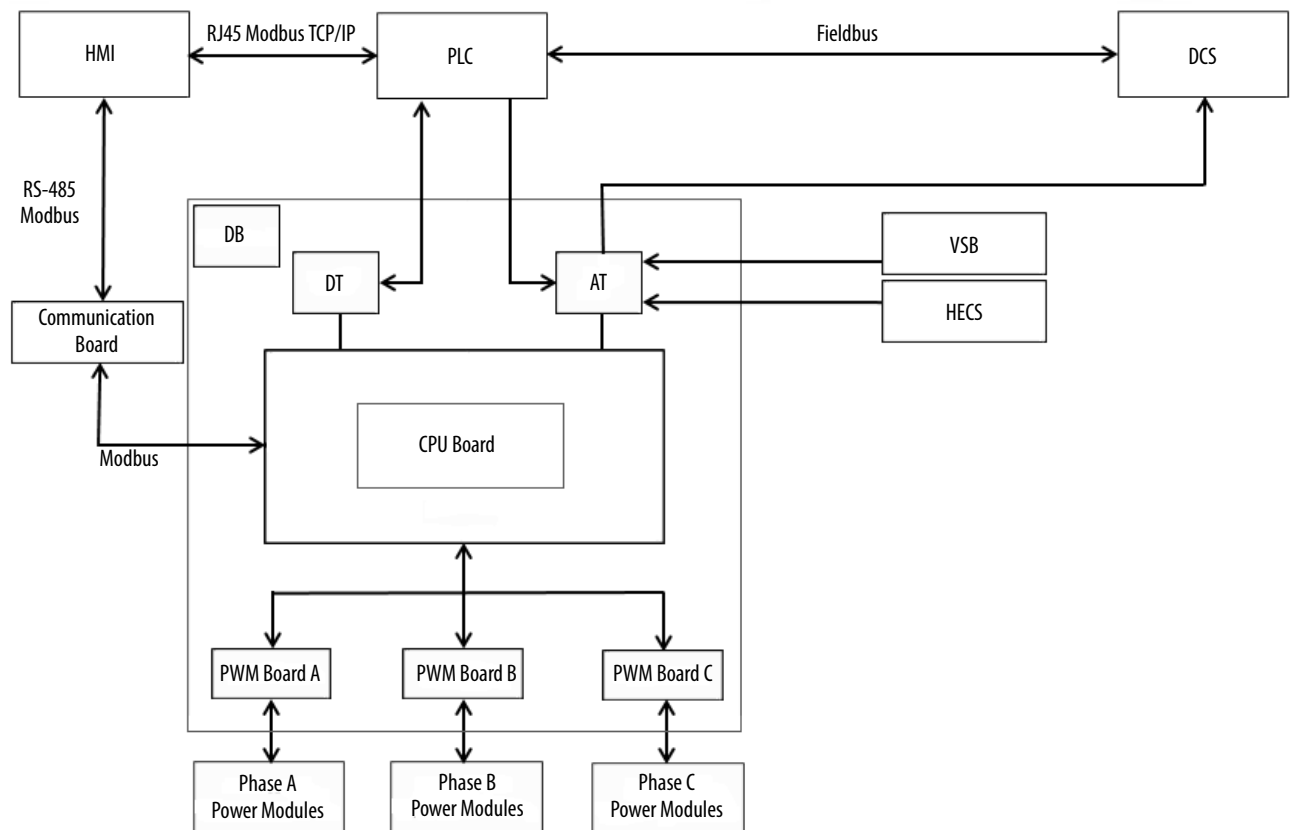 HMI
RJ45 Modbus TCP/IP
PLC
Fieldbus
DCS
RS-485
Modbus
DB
DT
AT
VSB
HECS
Communication
Board
CPU Board
Modbus
PWM Board A
PWM Board B
PWM Board C
Phase A
Power Modules
Phase B
Power Modules
Phase C
Power Modules